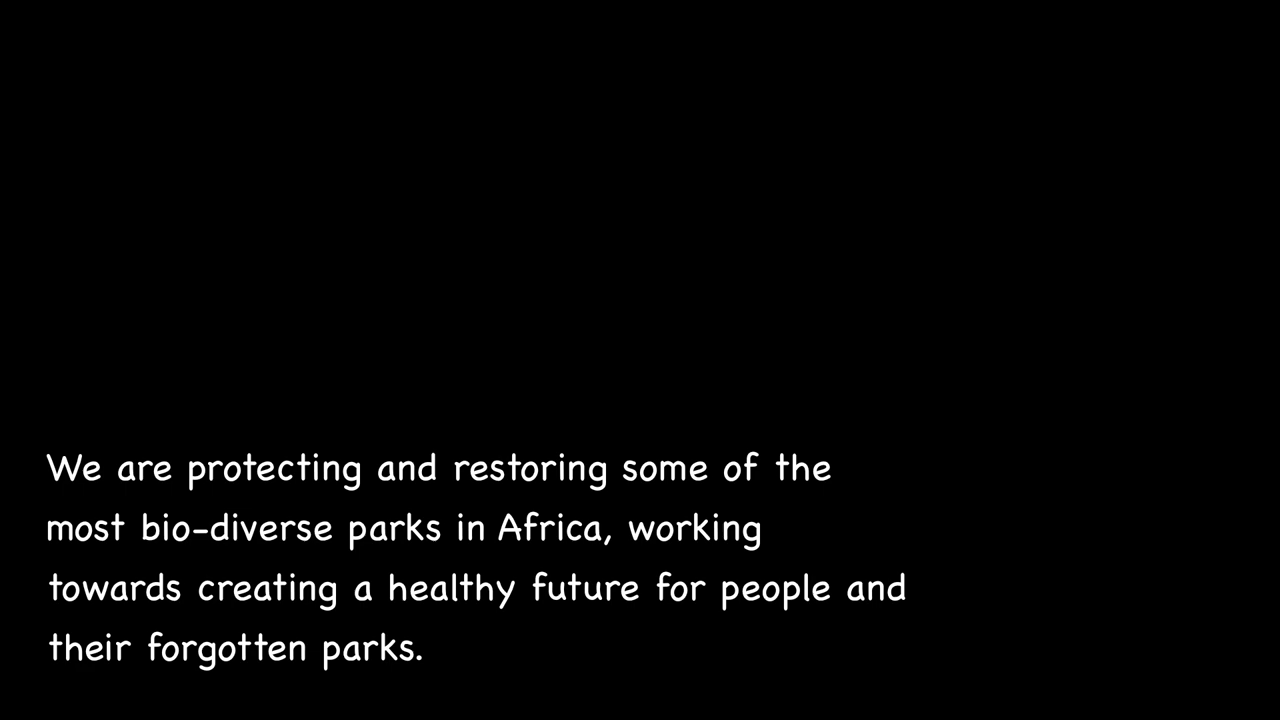 We are protecting and restoring some of the
most bio-diverse parks in Africa, working
towards creating a healthy future for people and
their forgotten parks.